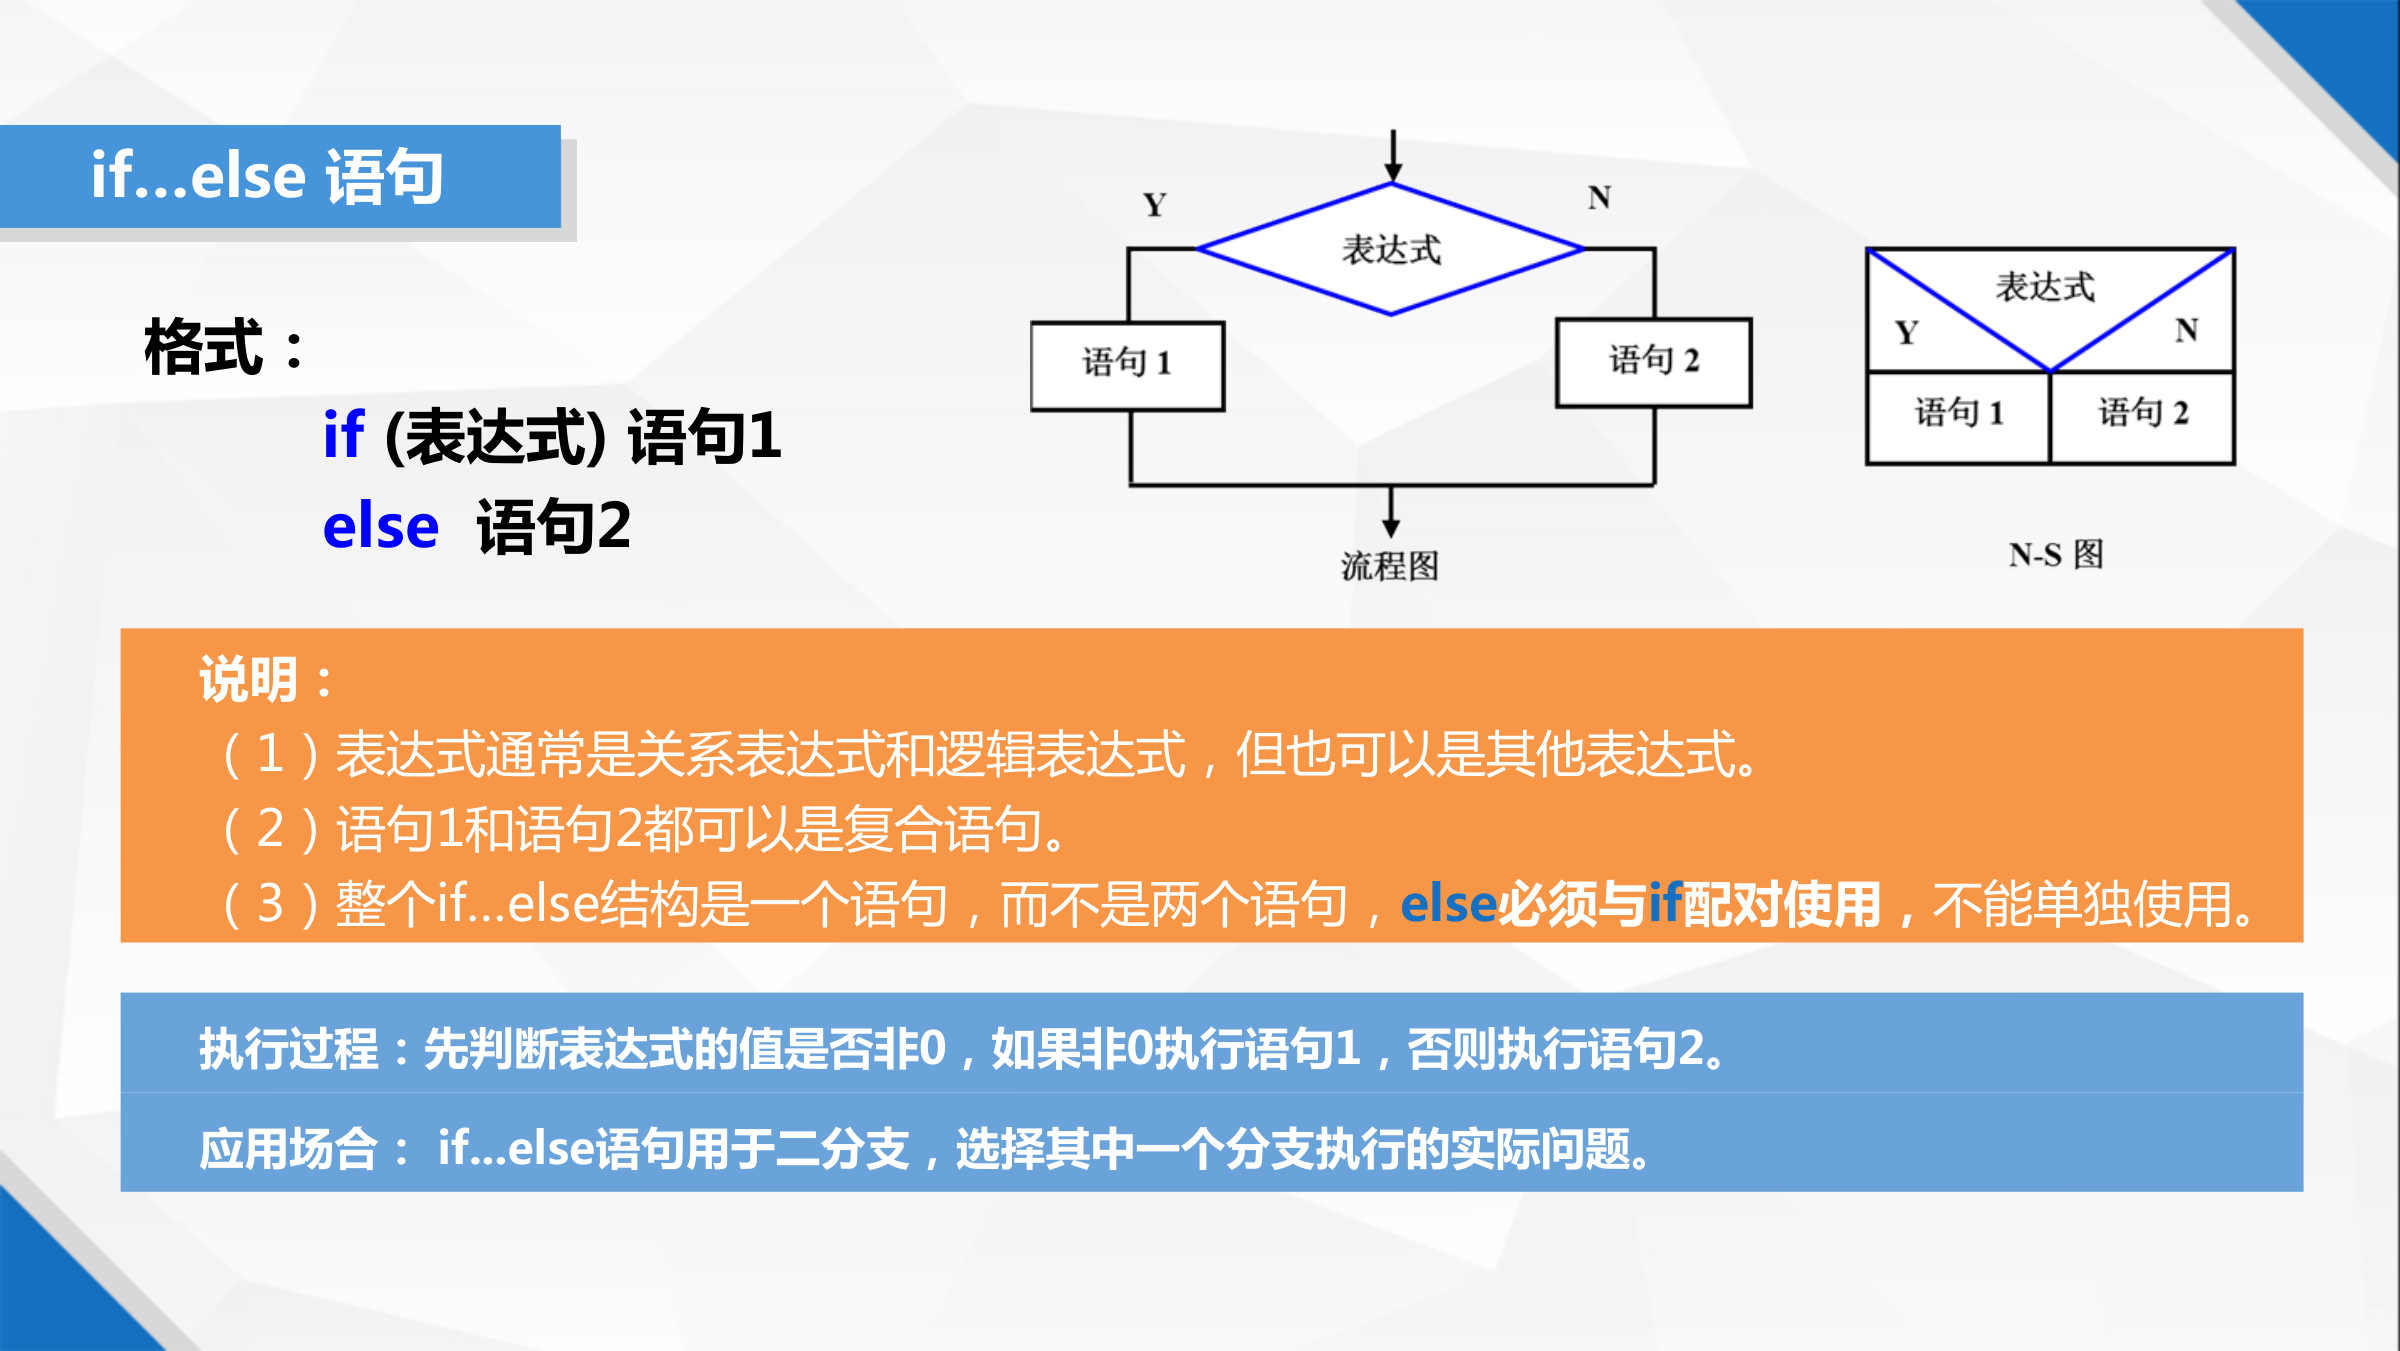 if…else 语句
格式：
if (表达式) 语句1
else 语句2
Y
N
表达式
语句 1
语句 2
流程图
表达式
Y
N
语句 1
语句 2
N-S 图
说明：
（1）表达式通常是关系表达式和逻辑表达式，但也可以是其他表达式。
（2）语句1和语句2都可以是复合语句。
（3）整个if…else结构是一个语句，而不是两个语句，else必须与if配对使用，不能单独使用。
执行过程：先判断表达式的值是否非0，如果非0执行语句1，否则执行语句2。
应用场合： if...else语句用于二分支，选择其中一个分支执行的实际问题。